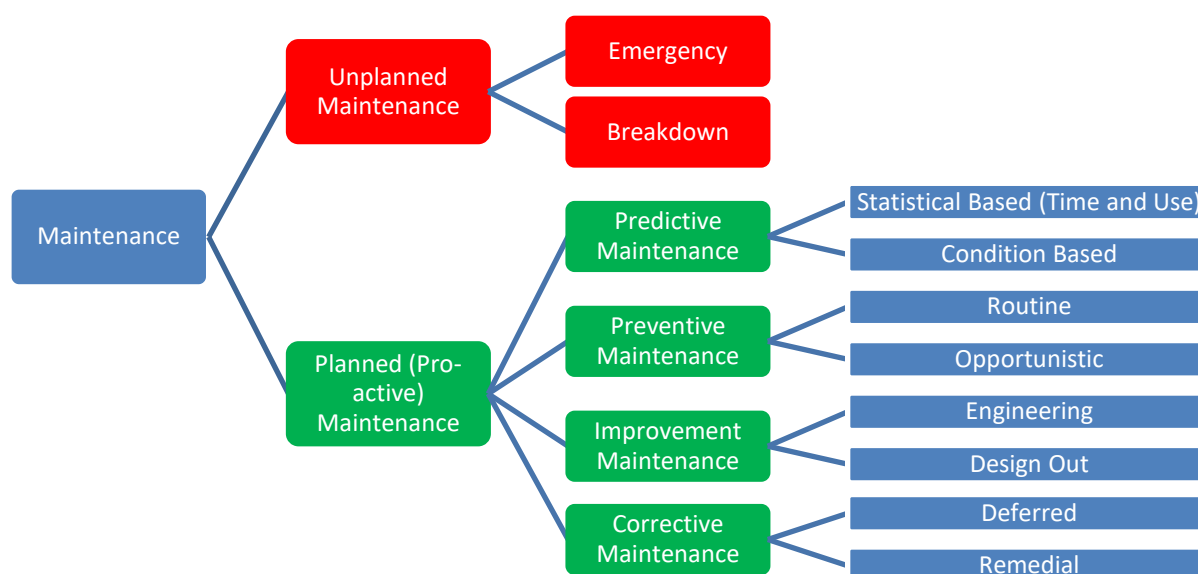 Maintenance
Unplanned
Maintenance
Emergency
Breakdown
Planned (Pro-
active)
Maintenance
Predictive
Maintenance
Statistical Based (Time and Use)
Condition Based
Preventive
Maintenance
Routine
Opportunistic
Improvement
Maintenance
Engineering
Design Out
Corrective
Maintenance
Deferred
Remedial